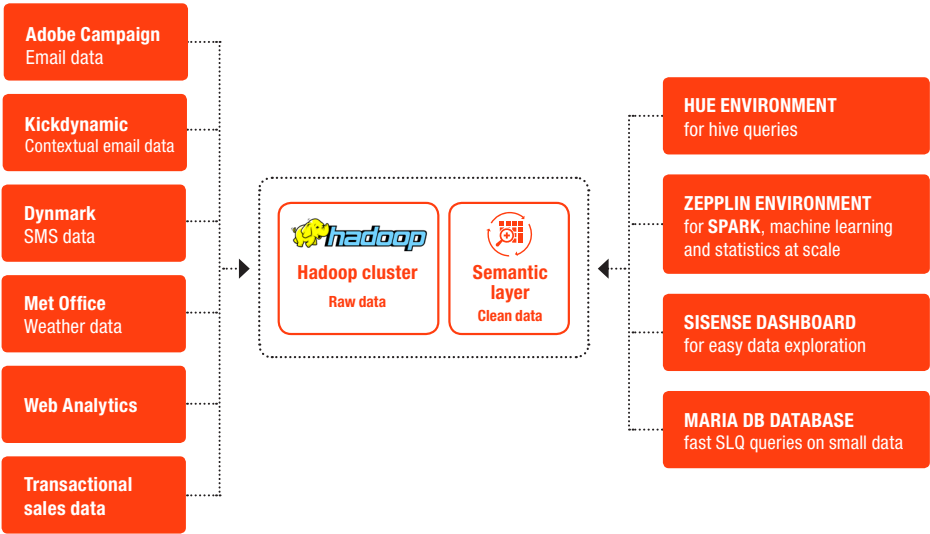 Adobe Campaign
Email data
Kickdynamic
Contextual email data
Dynmark
SMS data
Met Office
Weather data
Web Analytics
Transactional
sales data
hadoop
Hadoop cluster
Raw data
Semantic
layer
Clean data
HUE ENVIRONMENT
for hive queries
ZEPPLIN ENVIRONMENT
for SPARK, machine learning
and statistics at scale
SISENSE DASHBOARD
for easy data exploration
MARIA DB DATABASE
fast SLQ queries on small data